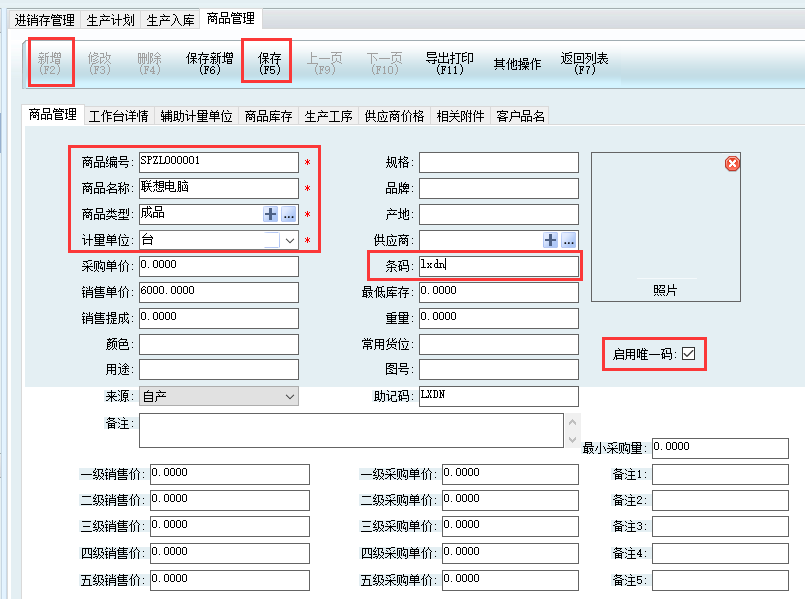 进销存管理 生产计划 生产入库 商品管理
新增 修改 删除 保存新增 保存 上一页 下一页 导出打印 其他操作 返回列表
(F2) (F3) (F4) (F6) (F5) (F9) (F10) (F11) (F7)
商品管理 工作台详情 辅助计量单位 商品库存 生产工序 供应商价格 相关附件 客户品名
商品编号: SPZL000001 * 规格:
商品名称: 联想电脑 * 品牌:
商品类型: 成品 + ... * 产地:
计量单位: 台 * 供应商: + ...
采购单价: 0.0000 条码: lxdn
销售单价: 6000.0000 最低库存: 0.0000 照片
销售提成: 0.0000 重量: 0.0000
颜色: 常用货位: 启用唯一码:
用途: 图号:
来源: 自产 助记码: LXDN
备注:
最小采购量: 0.0000
一级销售价: 0.0000 一级采购单价: 0.0000 备注1:
二级销售价: 0.0000 二级采购单价: 0.0000 备注2:
三级销售价: 0.0000 三级采购单价: 0.0000 备注3:
四级销售价: 0.0000 四级采购单价: 0.0000 备注4:
五级销售价: 0.0000 五级采购单价: 0.0000 备注5: